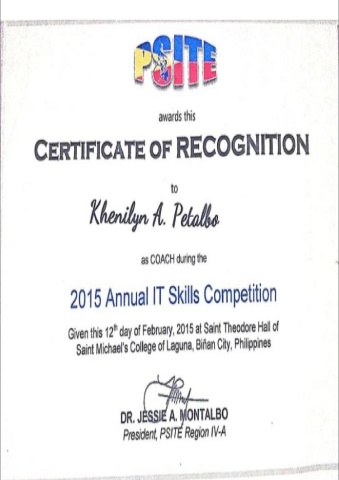 PSITE
awards this
CERTIFICATE OF RECOGNITION
to
Khenilyn A. Petalbo
as COACH during the
2015 Annual IT Skills Competition
Given this 12th day of February, 2015 at Saint Theodore Hall of
Saint Michael's College of Laguna, Biñan City, Philippines
DR. JESSIE A. MONTALBO
President, PSITE Region IV-A